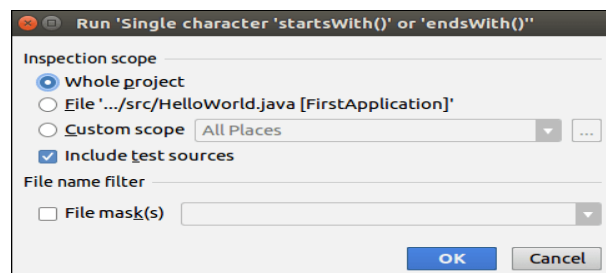 Run 'Single character 'startsWith()' or 'endsWith()''
Inspection scope
Whole project
File '.../src/HelloWorld.java [FirstApplication]'
Custom scope All Places ...
Include test sources
File name filter
File mask(s)
OK Cancel